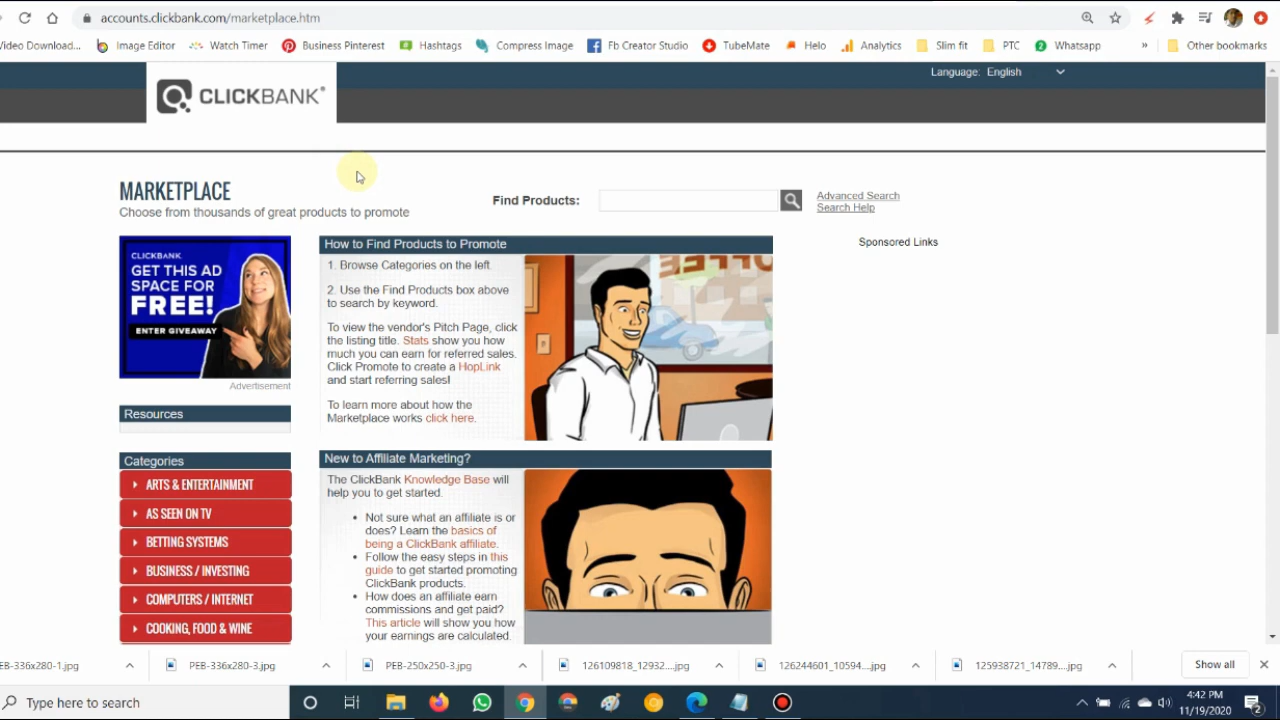 accounts.clickbank.com/marketplace.htm
Video Download... Image Editor Watch Timer Business Pinterest Hashtags Compress Image Fb Creator Studio TubeMate Helo Analytics Slim fit PTC Whatsapp » Other bookmarks
Language: English
CLICKBANK®
MARKETPLACE
Choose from thousands of great products to promote
Find Products:
Advanced Search
Search Help
CLICKBANK
GET THIS AD
SPACE FOR
FREE!
ENTER GIVEAWAY
Advertisement
Resources
Categories
ARTS & ENTERTAINMENT
AS SEEN ON TV
BETTING SYSTEMS
BUSINESS / INVESTING
COMPUTERS / INTERNET
COOKING, FOOD & WINE
How to Find Products to Promote
1. Browse Categories on the left
2. Use the Find Products box above
to search by keyword.
To view the vendor's Pitch Page, click
the listing title. Stats show you how
much you can earn for referred sales.
Click Promote to create a HopLink
and start referring sales!
To learn more about how the
Marketplace works click here.
COFFEE
New to Affiliate Marketing?
The ClickBank Knowledge Base will
help you to get started.
• Not sure what an affiliate is or
does? Learn the basics of
being a ClickBank affiliate.
• Follow the easy steps in this
guide to get started promoting
ClickBank products.
• How does an affiliate earn
commissions and get paid?
This article will show you how
your earnings are calculated.
Sponsored Links
EB-336x280-1.jpg PEB-336x280-3.jpg PEB-250x250-3.jpg 126109818_12932....jpg 126244601_10594....jpg 125938721_14789....jpg Show all
Type here to search
4:42 PM
11/19/2020
2